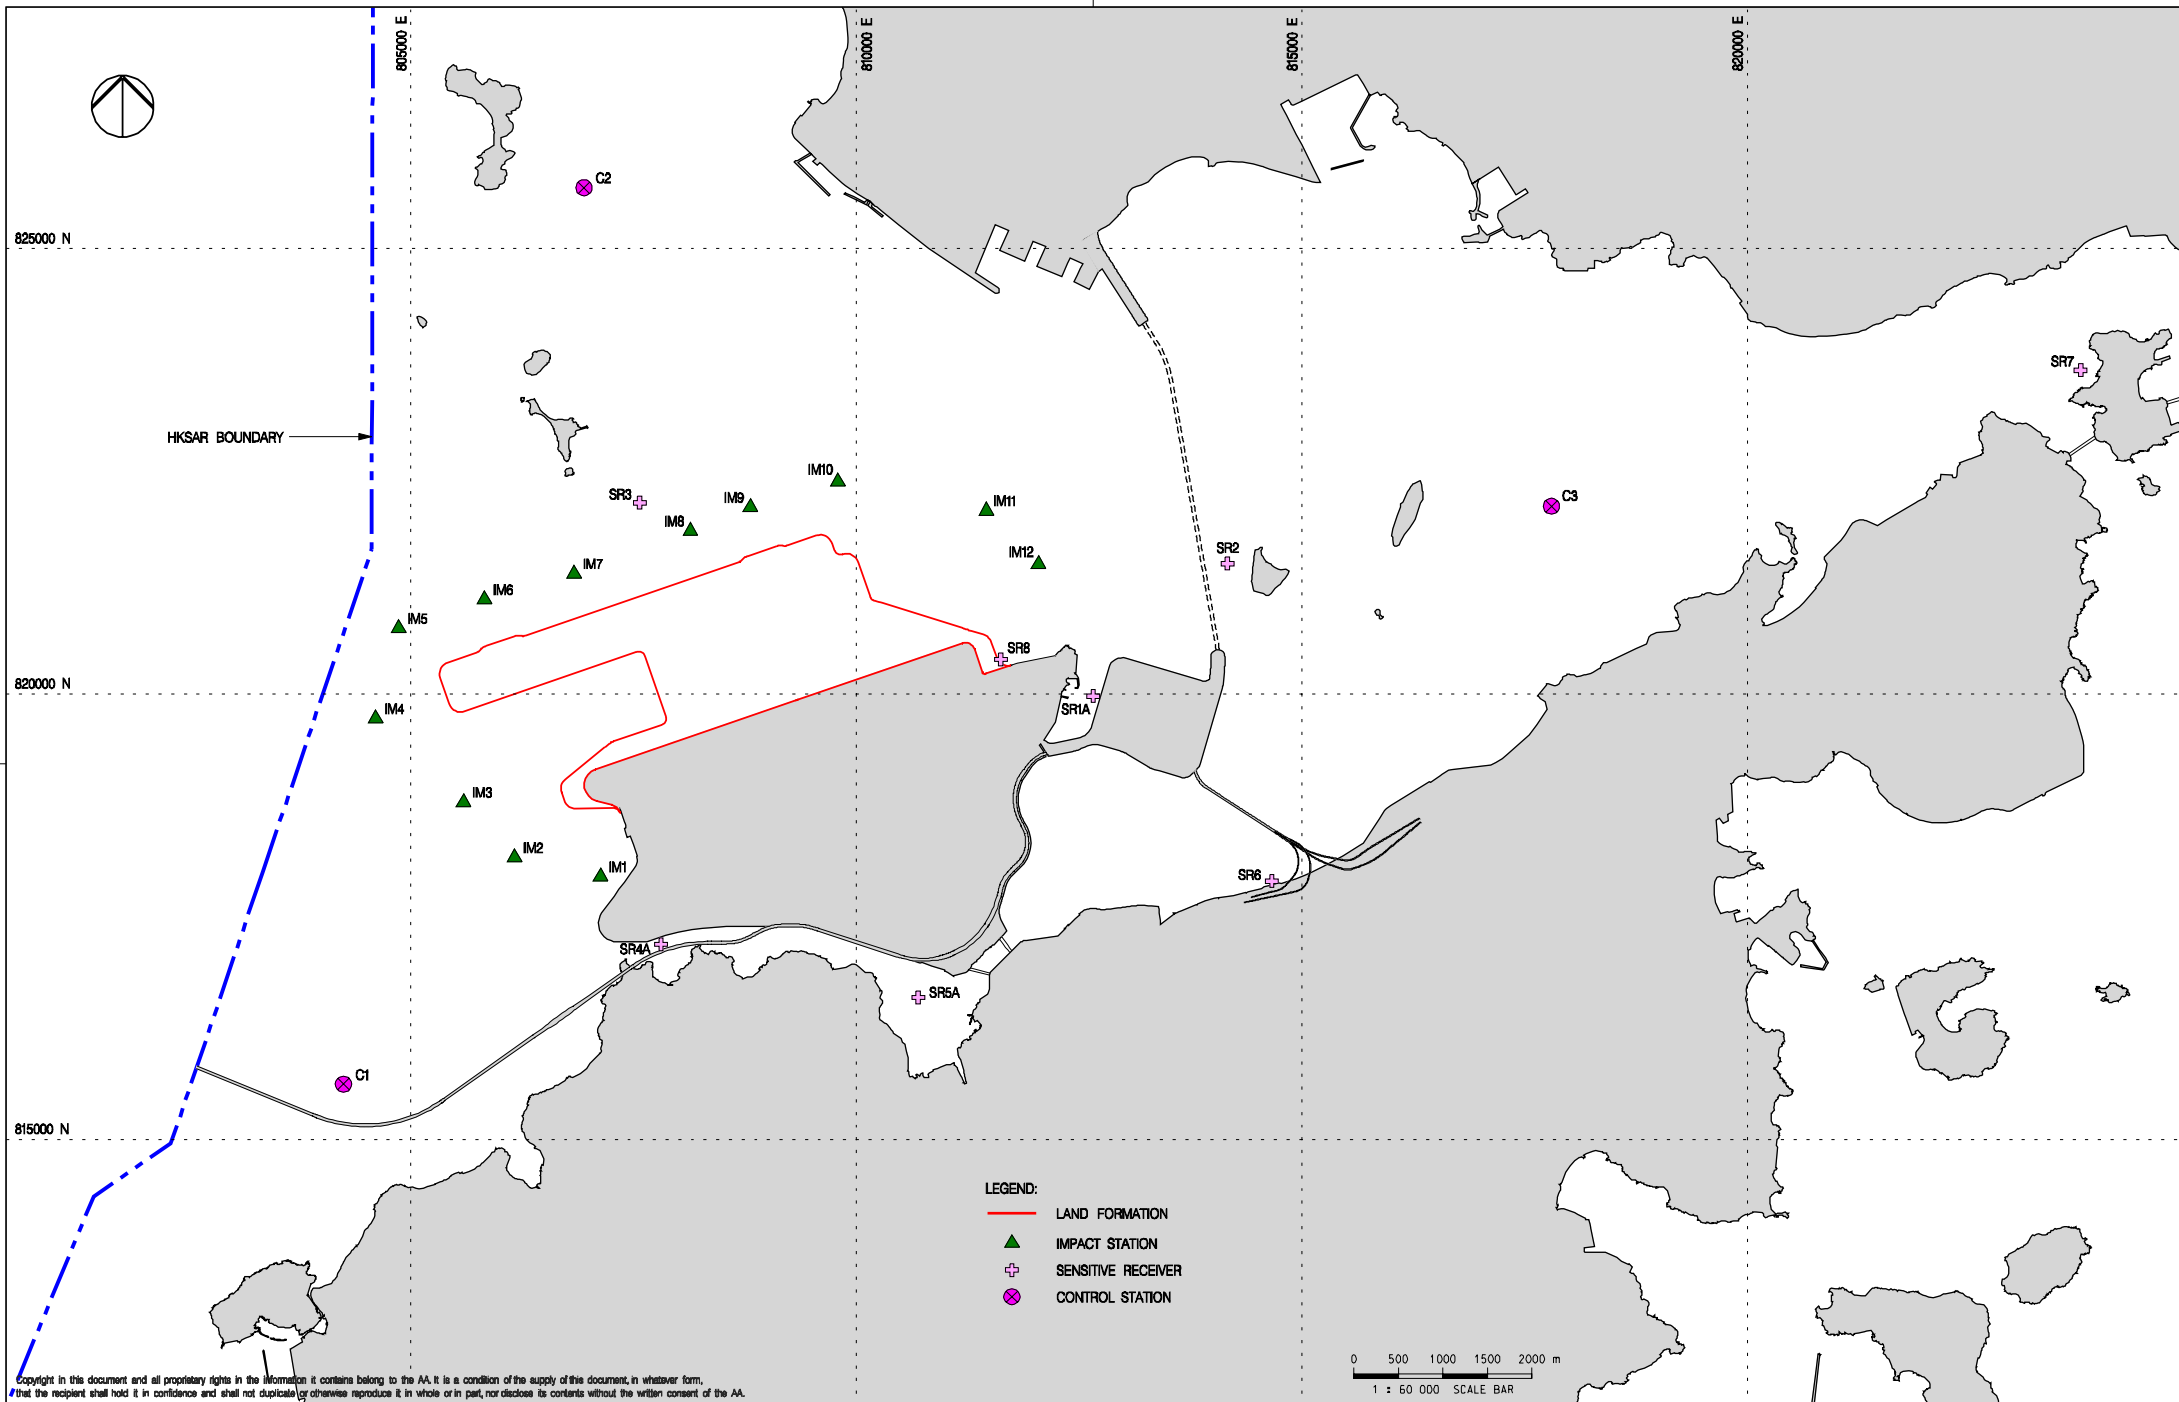 805000 E
810000 E
815000 E
820000 E
C2
825000 N
SR7
HKSAR BOUNDARY
IM10
SR3
IM9
C3
IM11
IM8
SR2
IM12
IM7
IM6
IM5
SR8
820000 N
SR1A
IM4
IM3
IM2
IM1
SR6
SR4A
SR5A
C1
815000 N
LEGEND:
LAND FORMATION
IMPACT STATION
SENSITIVE RECEIVER
CONTROL STATION
0 500 1000 1500 2000 m
1 : 60 000 SCALE BAR
Copyright in this document and all proprietary rights in the information it contains belong to the AA. It is a condition of the supply of this document, in whatever form,
that the recipient shall hold it in confidence and shall not duplicate or otherwise reproduce it in whole or in part, nor disclose its contents without the written consent of the AA.